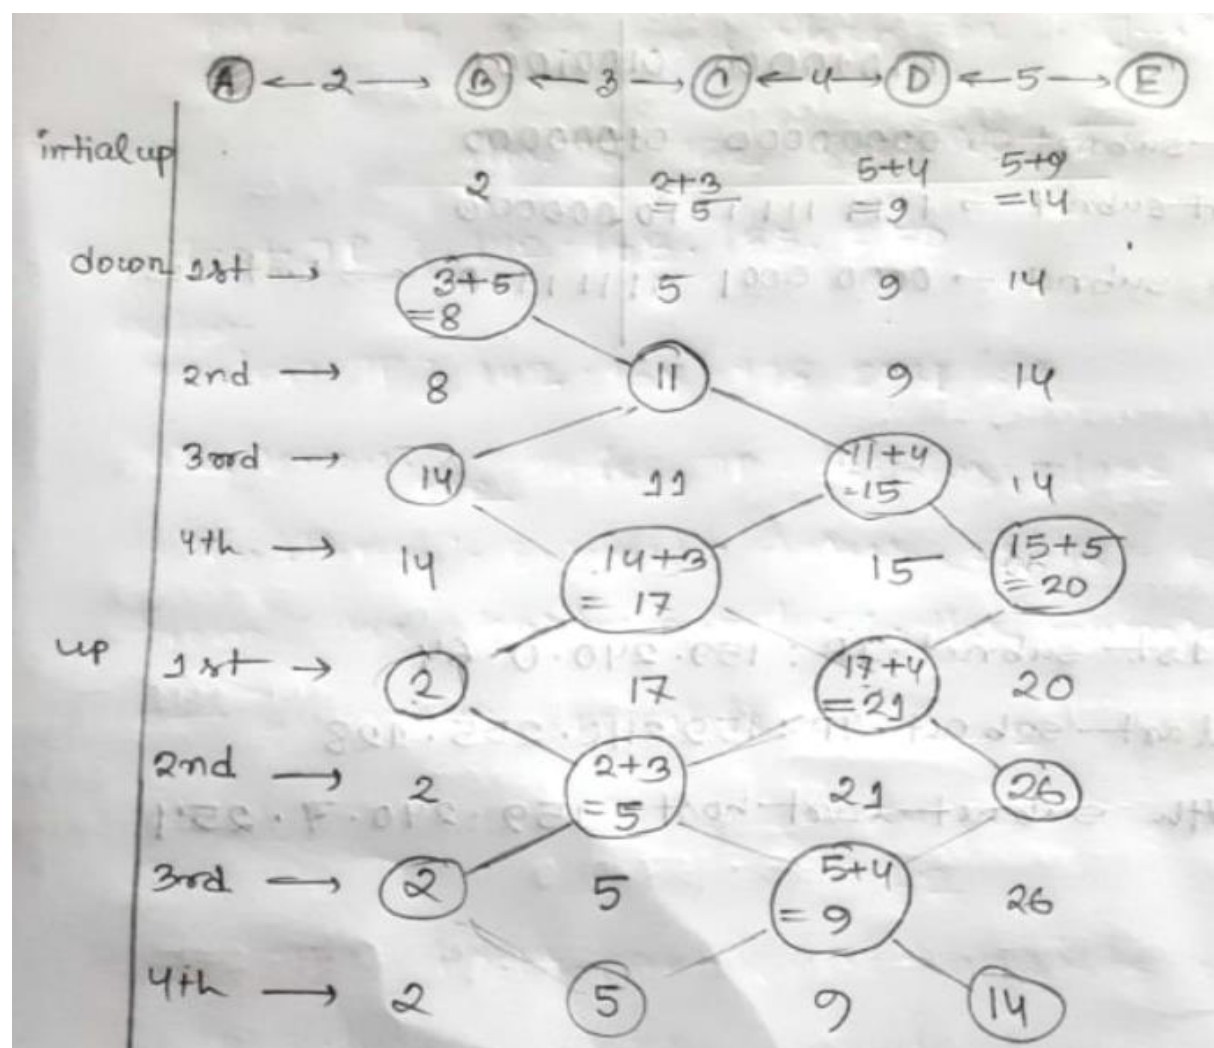 A ← 2 → B ← 3 → C ← 4 → D ← 5 → E
intial up 2 2+3 =5 5+4 =9 5+9 =14
down 1st → 3+5 =8 5 9 14
2nd → 8 11 9 14
3rd → 14 11 11+4 =15 14
4th → 14 14+3 = 17 15 15+5 = 20
up 1st → 2 17 17+4 =21 20
2nd → 2 2+3 =5 21 26
3rd → 2 5 5+4 = 9 26
4th → 2 5 9 14